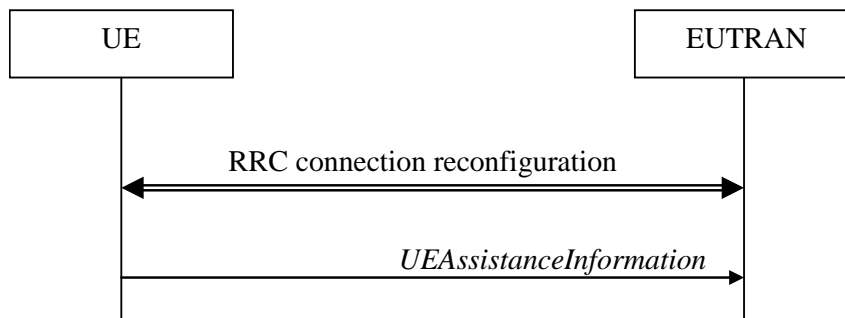 UE
EUTRAN
RRC connection reconfiguration
UEAssistanceInformation